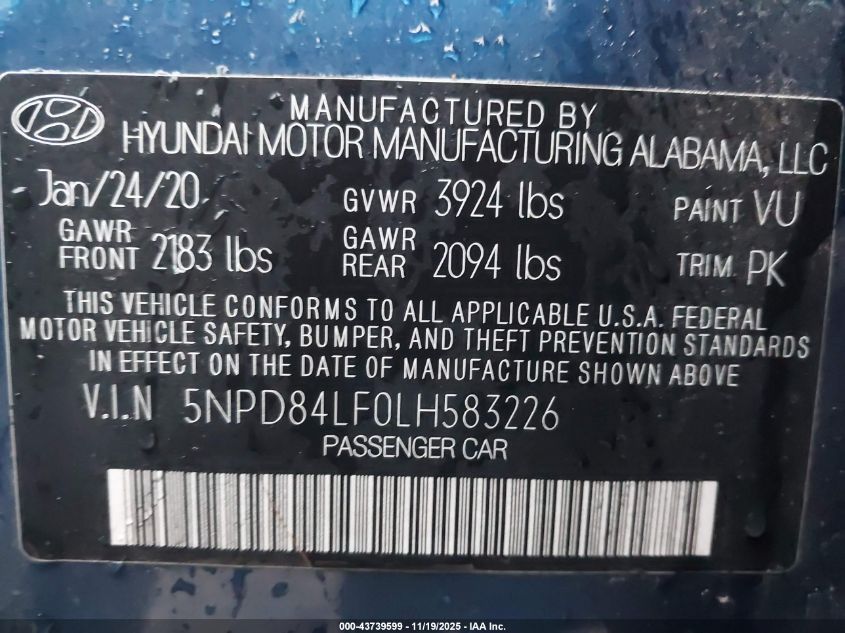 MANUFACTURED BY
HYUNDAI MOTOR MANUFACTURING ALABAMA, LLC
Jan/24/20 GVWR 3924 lbs PAINT VU
GAWR FRONT 2183 lbs GAWR REAR 2094 lbs TRIM PK
THIS VEHICLE CONFORMS TO ALL APPLICABLE U.S.A. FEDERAL
MOTOR VEHICLE SAFETY, BUMPER, AND THEFT PREVENTION STANDARDS
IN EFFECT ON THE DATE OF MANUFACTURE SHOWN ABOVE
V.I.N 5NPD84LF0LH583226
PASSENGER CAR
000-43739599 - 11/19/2025 - IAA Inc.